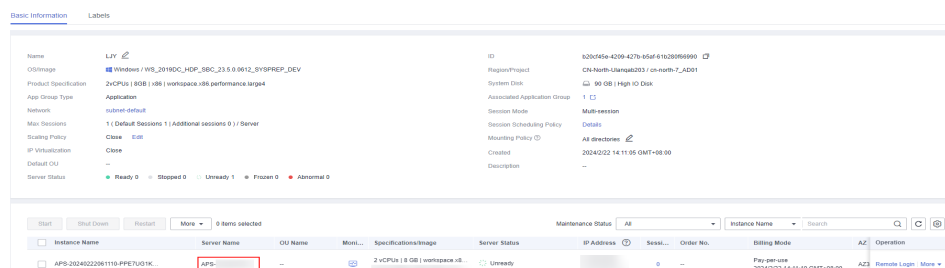 Basic Information Labels
Name LJY
OS/Image Windows / WS_2019DC_HDP_SBC_23.5.0.0612_SYSPREP_DEV
Product Specification 2vCPUs | 8GB | x86 | workspace.x86.performance.large4
App Group Type Application
Network subnet-default
Max Sessions 1 ( Default Sessions 1 | Additional sessions 0 ) / Server
Scaling Policy Close Edit
IP Virtualization Close
Default OU --
Server Status Ready 0 Stopped 0 Unready 1 Frozen 0 Abnormal 0
ID b20cf45e-4209-427b-b5af-61b280f66990
Region/Project CN-North-Ulanqab203 / cn-north-7_AD01
System Disk 90 GB | High IO Disk
Associated Application Group 1
Session Mode Multi-session
Session Scheduling Policy Details
Mounting Policy All directories
Created 2024/2/22 14:11:05 GMT+08:00
Description --
Start Shut Down Restart More 0 items selected Maintenance Status All Instance Name Search
Instance Name Server Name OU Name Moni... Specifications/Image Server Status IP Address Sessi... Order No. Billing Mode AZ Operation
APS-20240222061110-PPE7UG1K... APS- -- 2 vCPUs | 8 GB | workspace.x8... Unready 0 -- Pay-per-use AZ3 Remote Login More